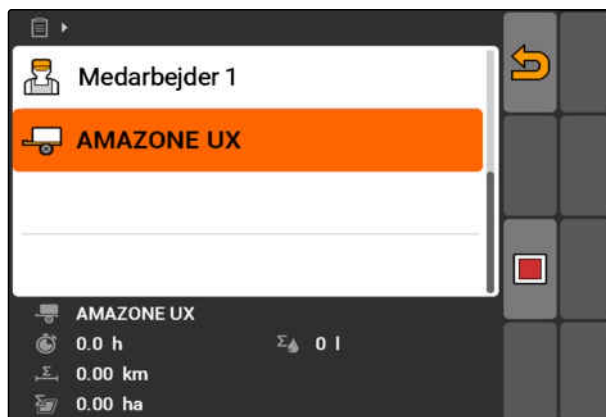 Medarbejder 1
AMAZONE UX
AMAZONE UX
0.0 h
Σ 0 l
Σ 0.00 km
Σ 0.00 ha